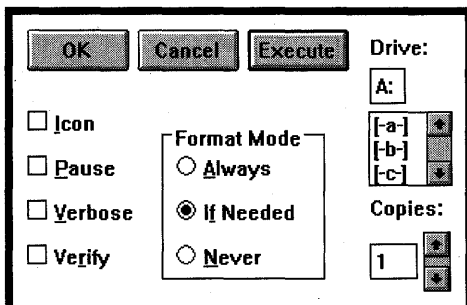 OK Cancel Execute
Drive:
A:
[-a-]
[-b-]
[-c-]
Icon
Pause
Verbose
Verify
Format Mode
Always
If Needed
Never
Copies:
1